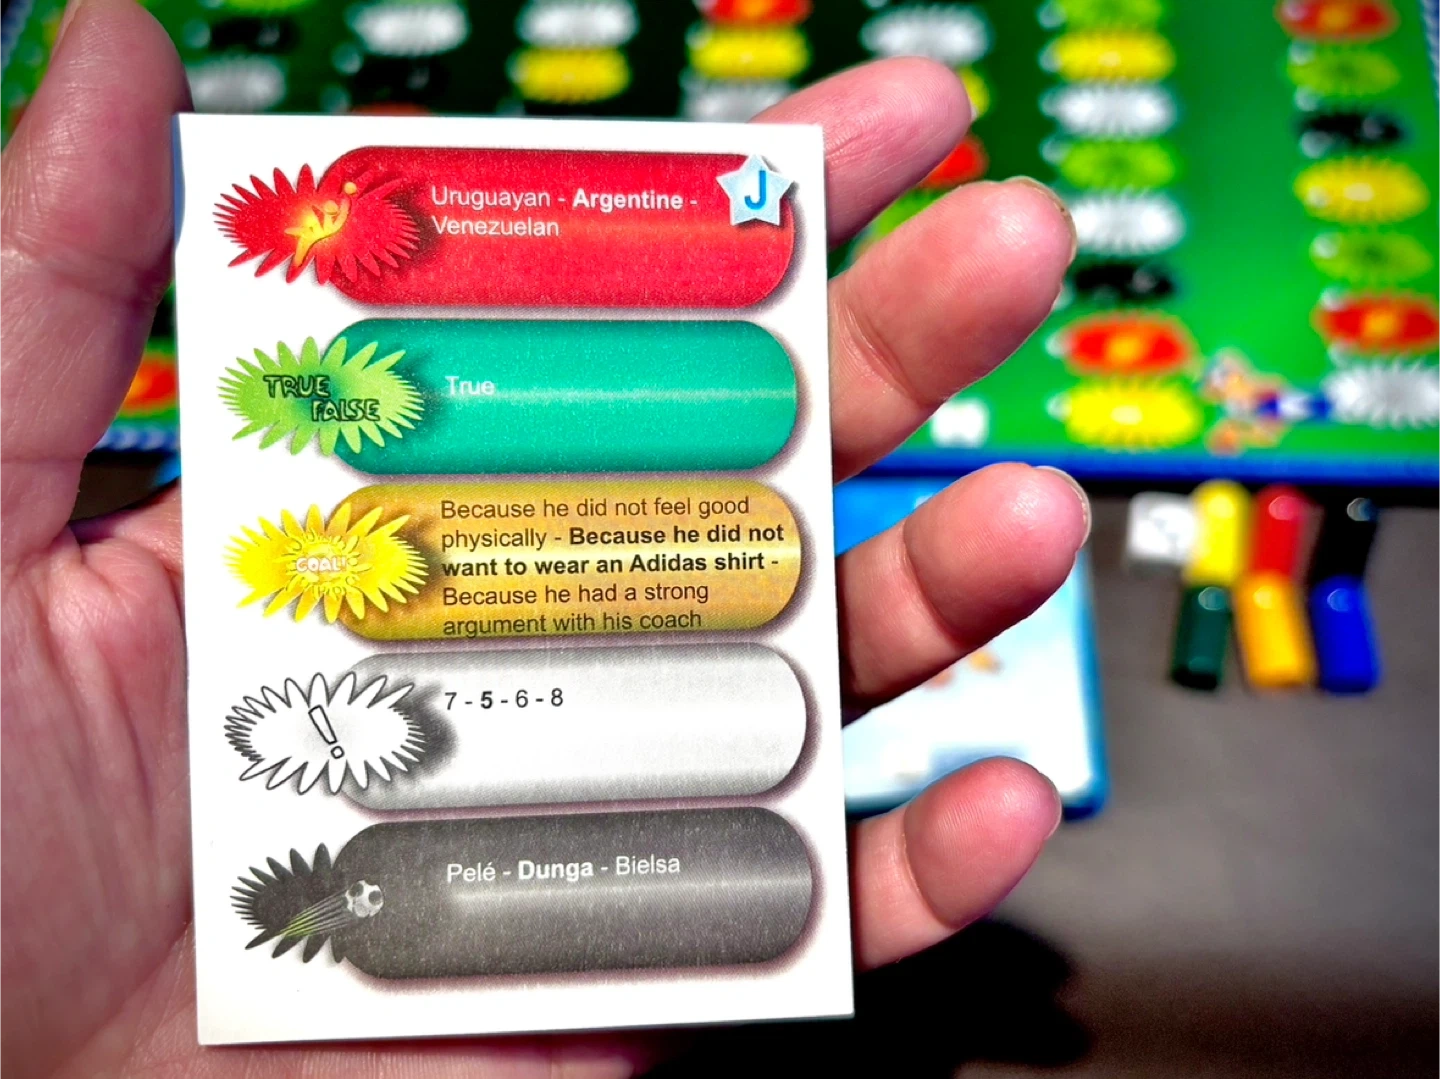 Uruguayan - Argentine -
Venezuelan
J
TRUE
FALSE
True
Because he did not feel good
physically - Because he did not
want to wear an Adidas shirt -
Because he had a strong
argument with his coach
GOAL!
!
7 - 5 - 6 - 8
Pelé - Dunga - Bielsa